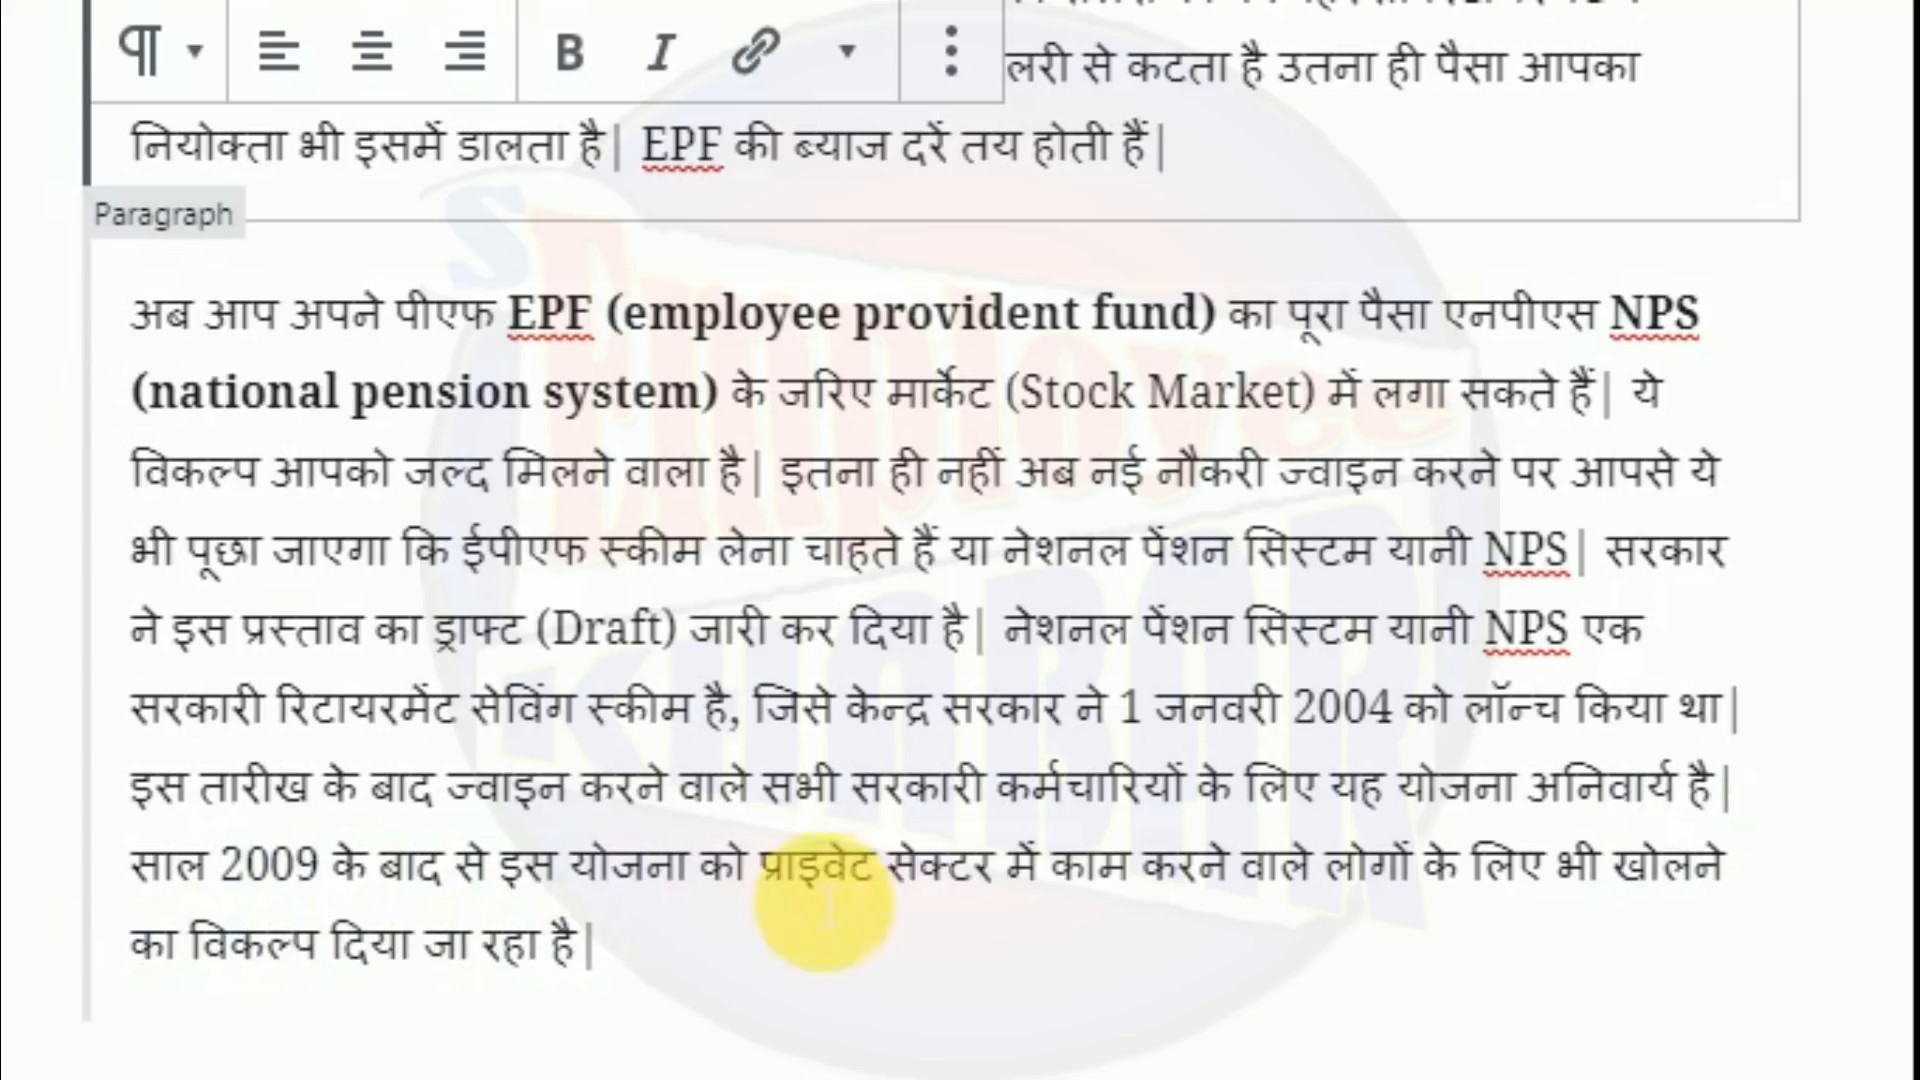 लरी से कटता है उतना ही पैसा आपका
नियोक्ता भी इसमें डालता है| EPF की ब्याज दरें तय होती हैं|
Paragraph
अब आप अपने पीएफ EPF (employee provident fund) का पूरा पैसा एनपीएस NPS
(national pension system) के जरिए मार्केट (Stock Market) में लगा सकते हैं| ये
विकल्प आपको जल्द मिलने वाला है| इतना ही नहीं अब नई नौकरी ज्वाइन करने पर आपसे ये
भी पूछा जाएगा कि ईपीएफ स्कीम लेना चाहते हैं या नेशनल पेंशन सिस्टम यानी NPS| सरकार
ने इस प्रस्ताव का ड्राफ्ट (Draft) जारी कर दिया है| नेशनल पेंशन सिस्टम यानी NPS एक
सरकारी रिटायरमेंट सेविंग स्कीम है, जिसे केन्द्र सरकार ने 1 जनवरी 2004 को लॉन्च किया था|
इस तारीख के बाद ज्वाइन करने वाले सभी सरकारी कर्मचारियों के लिए यह योजना अनिवार्य है|
साल 2009 के बाद से इस योजना को प्राइवेट सेक्टर में काम करने वाले लोगों के लिए भी खोलने
का विकल्प दिया जा रहा है|
Employee
KHABAR